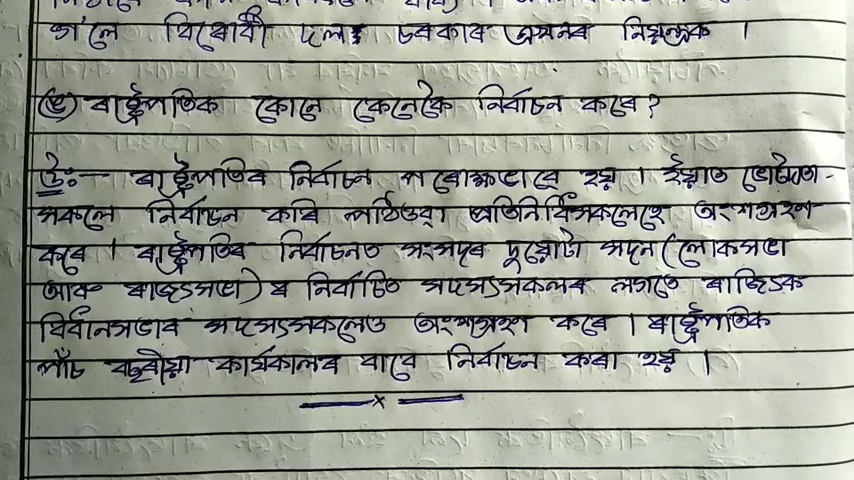 ত'লে বিৰোধী দলৰ চৰকাৰ এখনৰ নিয়ন্ত্ৰক ।
(ঙ) ৰাষ্ট্ৰপতিক কোনে কেনেকৈ নিৰ্বাচন কৰে?
উঃ— ৰাষ্ট্ৰপতিৰ নিৰ্বাচন পৰোক্ষভাৱে হয় । ইয়াত ভোটদাতা-
সকলে নিৰ্বাচন কৰি পঠিওৱা প্ৰতিনিধিসকলেহে অংশগ্ৰহণ
কৰে । ৰাষ্ট্ৰপতিৰ নিৰ্বাচনত সংসদৰ দুয়োটা সদন (লোকসভা
আৰু ৰাজ্যসভা)ৰ নিৰ্বাচিত সদস্যসকলৰ লগতে ৰাজ্যিক
বিধানসভাৰ সদস্যসকলেও অংশগ্ৰহণ কৰে । ৰাষ্ট্ৰপতিক
পাঁচ বছৰীয়া কাৰ্যকালৰ বাবে নিৰ্বাচন কৰা হয় ।